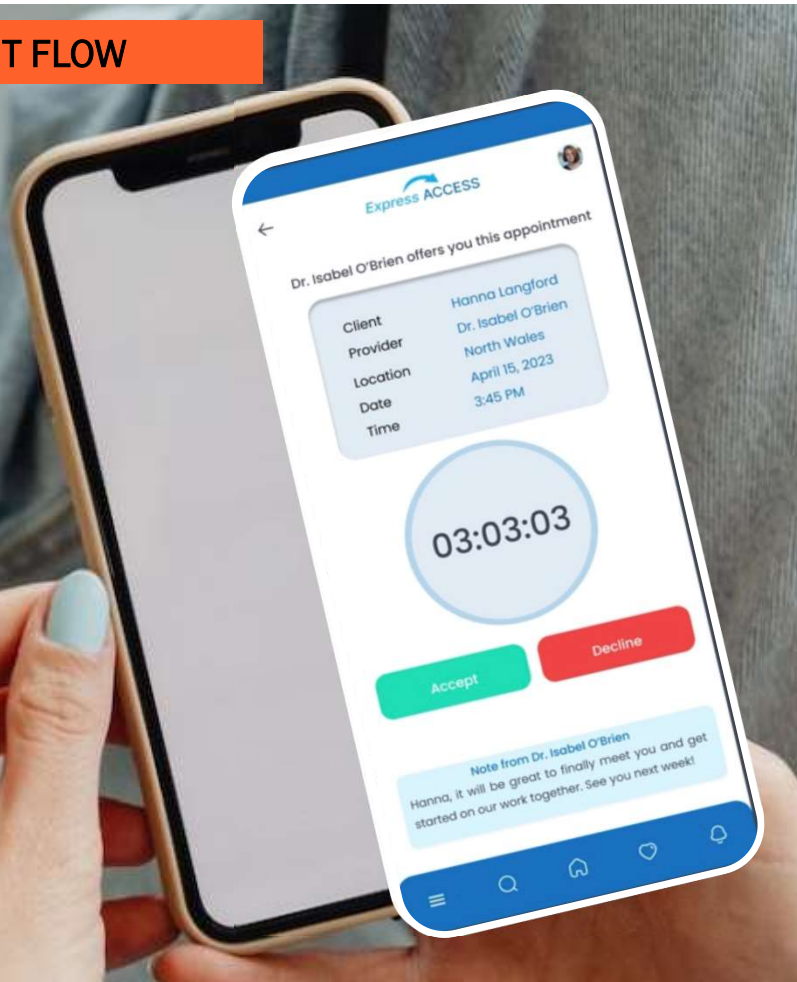 T FLOW
Express ACCESS
Dr. Isabel O'Brien offers you this appointment
Client Hanna Langford
Provider Dr. Isabel O'Brien
Location North Wales
Date April 15, 2023
Time 3:45 PM
03:03:03
Accept Decline
Note from Dr. Isabel O'Brien
Hanna, it will be great to finally meet you and get
started on our work together. See you next week!